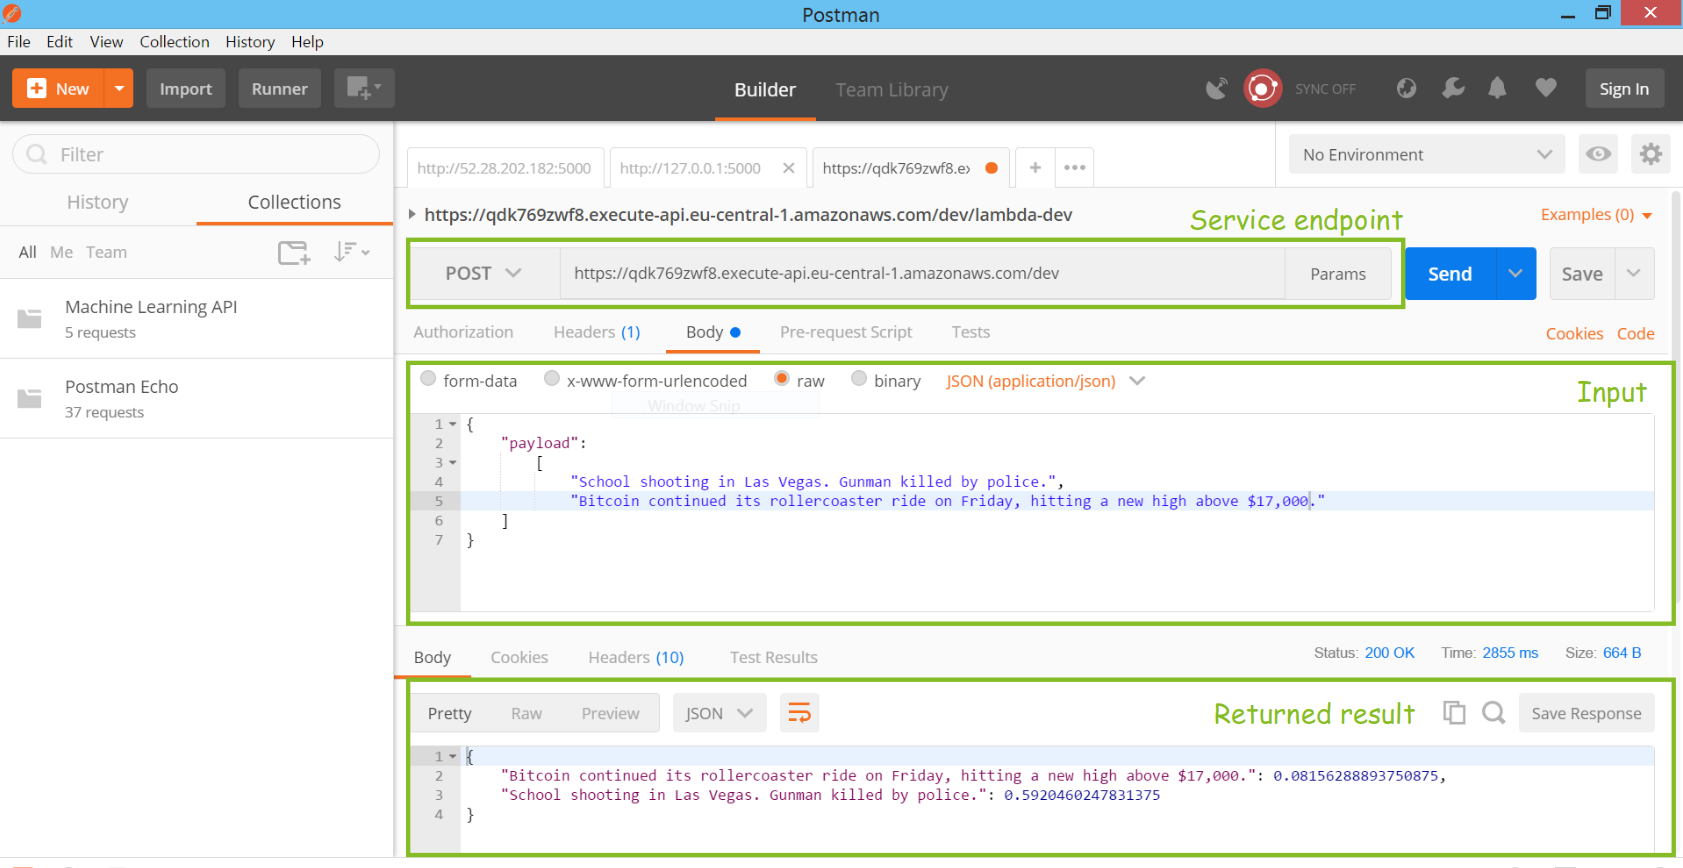 Postman
File Edit View Collection History Help
New Import Runner Builder Team Library SYNC OFF Sign In
Filter
History Collections
All Me Team
Machine Learning API
5 requests
Postman Echo
37 requests
http://52.28.202.182:5000 http://127.0.0.1:5000 https://qdk769zwf8.ex + ••• No Environment
https://qdk769zwf8.execute-api.eu-central-1.amazonaws.com/dev/lambda-dev Service endpoint Examples (0)
POST https://qdk769zwf8.execute-api.eu-central-1.amazonaws.com/dev Params Send Save
Authorization Headers (1) Body Pre-request Script Tests Cookies Code
form-data x-www-form-urlencoded raw binary JSON (application/json) Input
Window Snip
1 {
2 "payload":
3 [
4 "School shooting in Las Vegas. Gunman killed by police.",
5 "Bitcoin continued its rollercoaster ride on Friday, hitting a new high above $17,000."
6 ]
7 }
Body Cookies Headers (10) Test Results Status: 200 OK Time: 2855 ms Size: 664 B
Pretty Raw Preview JSON Returned result Save Response
1 {
2 "Bitcoin continued its rollercoaster ride on Friday, hitting a new high above $17,000.": 0.08156288893750875,
3 "School shooting in Las Vegas. Gunman killed by police.": 0.5920460247831375
4 }